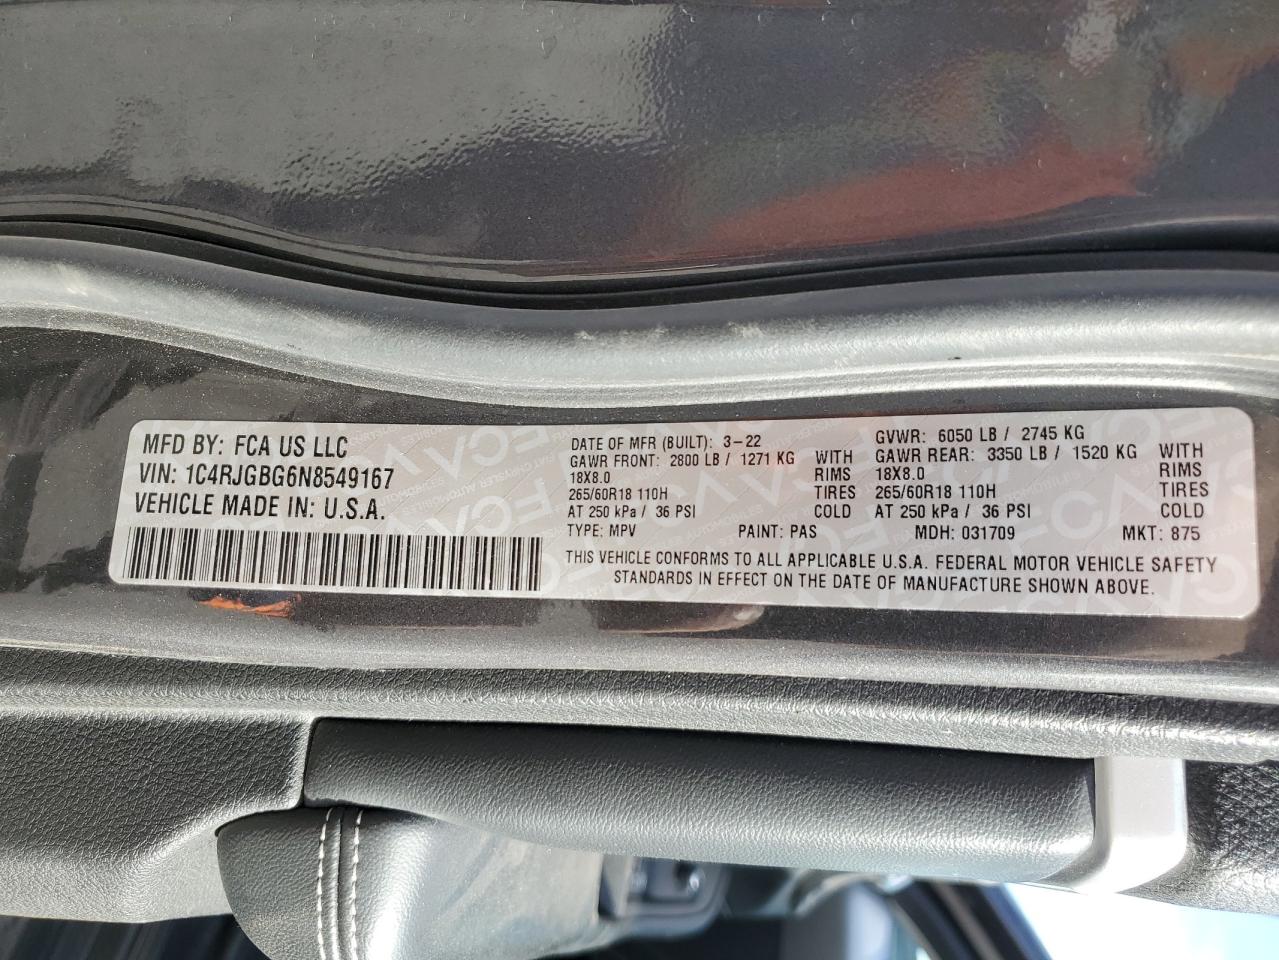 MFD BY: FCA US LLC
VIN: 1C4RJGBG6N8549167
VEHICLE MADE IN: U.S.A.
DATE OF MFR (BUILT): 3-22 GVWR: 6050 LB / 2745 KG
GAWR FRONT: 2800 LB / 1271 KG WITH GAWR REAR: 3350 LB / 1520 KG WITH
18X8.0 RIMS 18X8.0 RIMS
265/60R18 110H TIRES 265/60R18 110H TIRES
AT 250 kPa / 36 PSI COLD AT 250 kPa / 36 PSI COLD
TYPE: MPV PAINT: PAS MDH: 031709 MKT: 875
THIS VEHICLE CONFORMS TO ALL APPLICABLE U.S.A. FEDERAL MOTOR VEHICLE SAFETY
STANDARDS IN EFFECT ON THE DATE OF MANUFACTURE SHOWN ABOVE.